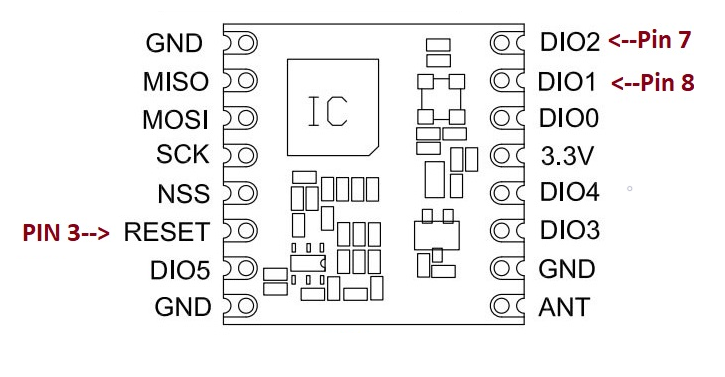 GND
DIO2 <--Pin 7
MISO
DIO1 <--Pin 8
MOSI
DIO0
IC
SCK
3.3V
NSS
DIO4
PIN 3--> RESET
DIO3
DIO5
GND
GND
ANT